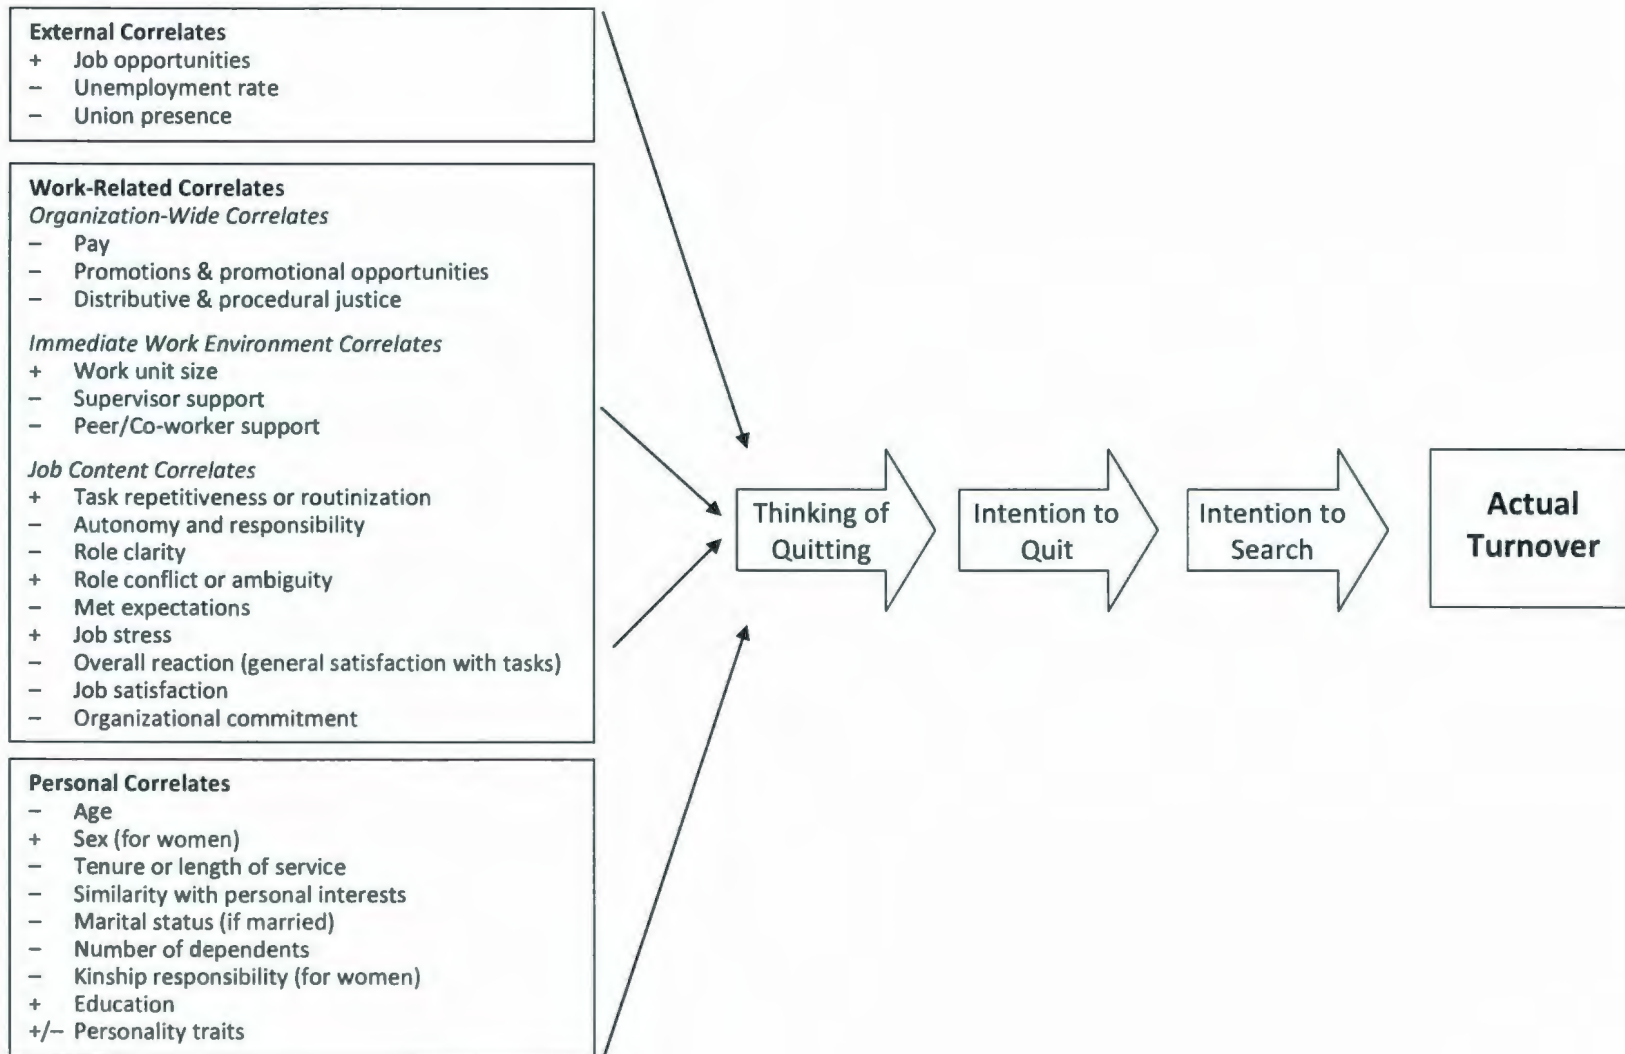 External Correlates
+ Job opportunities
– Unemployment rate
– Union presence
Work-Related Correlates
Organization-Wide Correlates
– Pay
– Promotions & promotional opportunities
– Distributive & procedural justice
Immediate Work Environment Correlates
+ Work unit size
– Supervisor support
– Peer/Co-worker support
Job Content Correlates
+ Task repetitiveness or routinization
– Autonomy and responsibility
– Role clarity
+ Role conflict or ambiguity
– Met expectations
+ Job stress
– Overall reaction (general satisfaction with tasks)
– Job satisfaction
– Organizational commitment
Personal Correlates
– Age
+ Sex (for women)
– Tenure or length of service
– Similarity with personal interests
– Marital status (if married)
– Number of dependents
– Kinship responsibility (for women)
+ Education
+/– Personality traits
Thinking of
Quitting
Intention to
Quit
Intention to
Search
Actual
Turnover